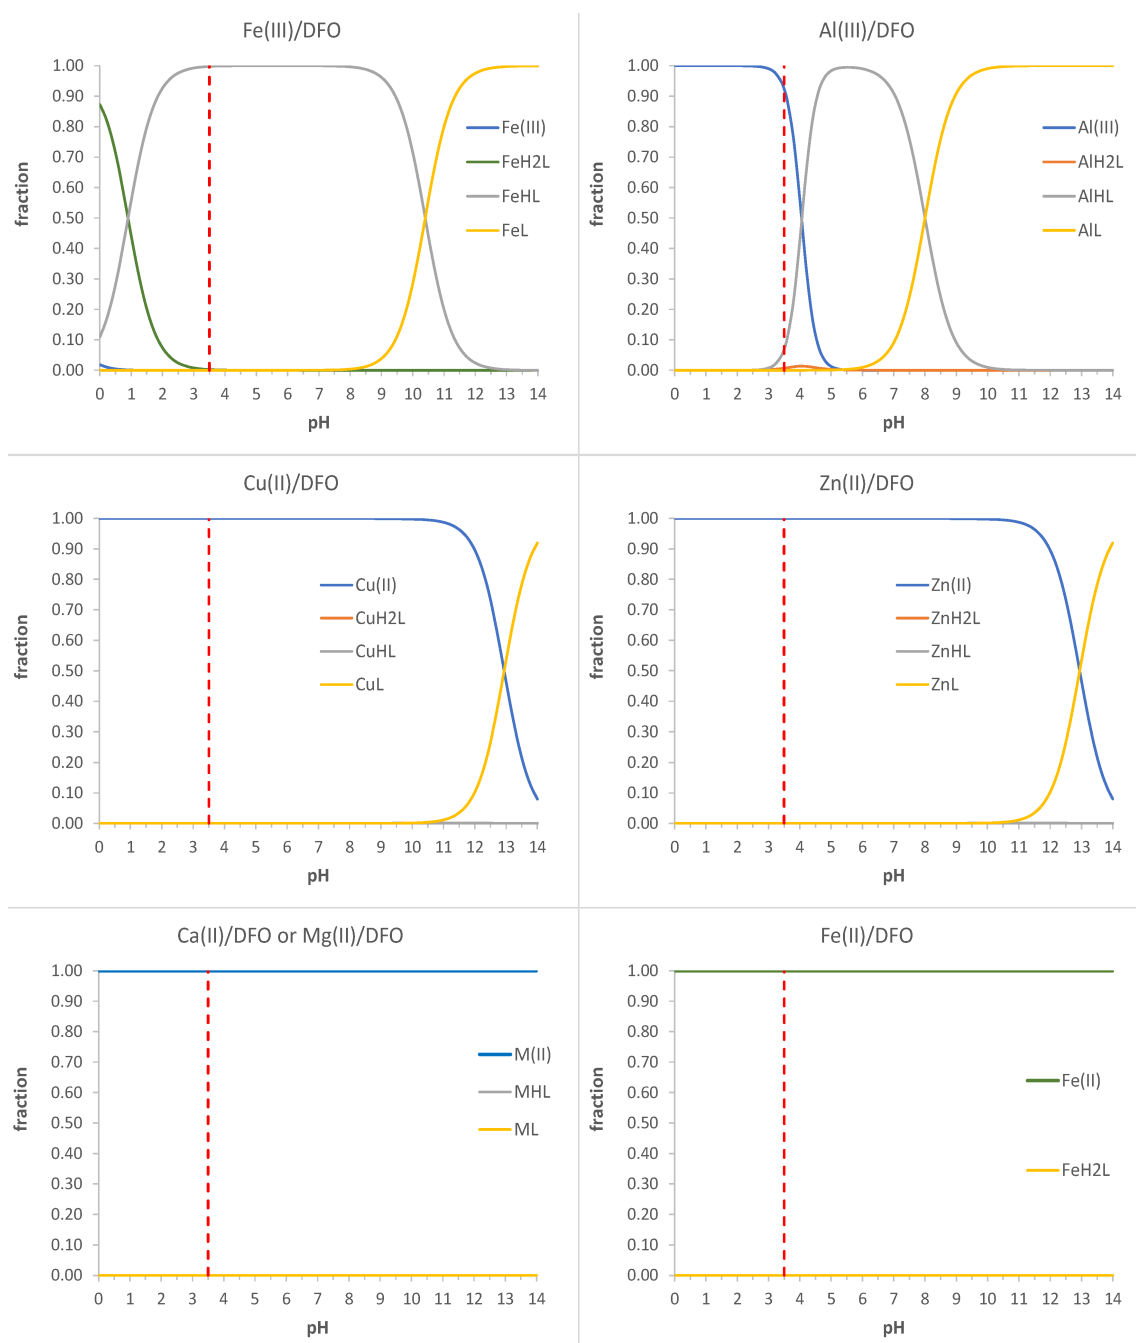 Fe(III)/DFO
1.00
0.90
0.80
0.70
0.60
0.50
0.40
0.30
0.20
0.10
0.00
fraction
Fe(III)
FeH2L
FeHL
FeL
0 1 2 3 4 5 6 7 8 9 10 11 12 13 14
pH
Al(III)/DFO
1.00
0.90
0.80
0.70
0.60
0.50
0.40
0.30
0.20
0.10
0.00
fraction
Al(III)
AlH2L
AlHL
AlL
0 1 2 3 4 5 6 7 8 9 10 11 12 13 14
pH
Cu(II)/DFO
1.00
0.90
0.80
0.70
0.60
0.50
0.40
0.30
0.20
0.10
0.00
fraction
Cu(II)
CuH2L
CuHL
CuL
0 1 2 3 4 5 6 7 8 9 10 11 12 13 14
pH
Zn(II)/DFO
1.00
0.90
0.80
0.70
0.60
0.50
0.40
0.30
0.20
0.10
0.00
fraction
Zn(II)
ZnH2L
ZnHL
ZnL
0 1 2 3 4 5 6 7 8 9 10 11 12 13 14
pH
Ca(II)/DFO or Mg(II)/DFO
1.00
0.90
0.80
0.70
0.60
0.50
0.40
0.30
0.20
0.10
0.00
fraction
M(II)
MHL
ML
0 1 2 3 4 5 6 7 8 9 10 11 12 13 14
pH
Fe(II)/DFO
1.00
0.90
0.80
0.70
0.60
0.50
0.40
0.30
0.20
0.10
0.00
fraction
Fe(II)
FeH2L
0 1 2 3 4 5 6 7 8 9 10 11 12 13 14
pH